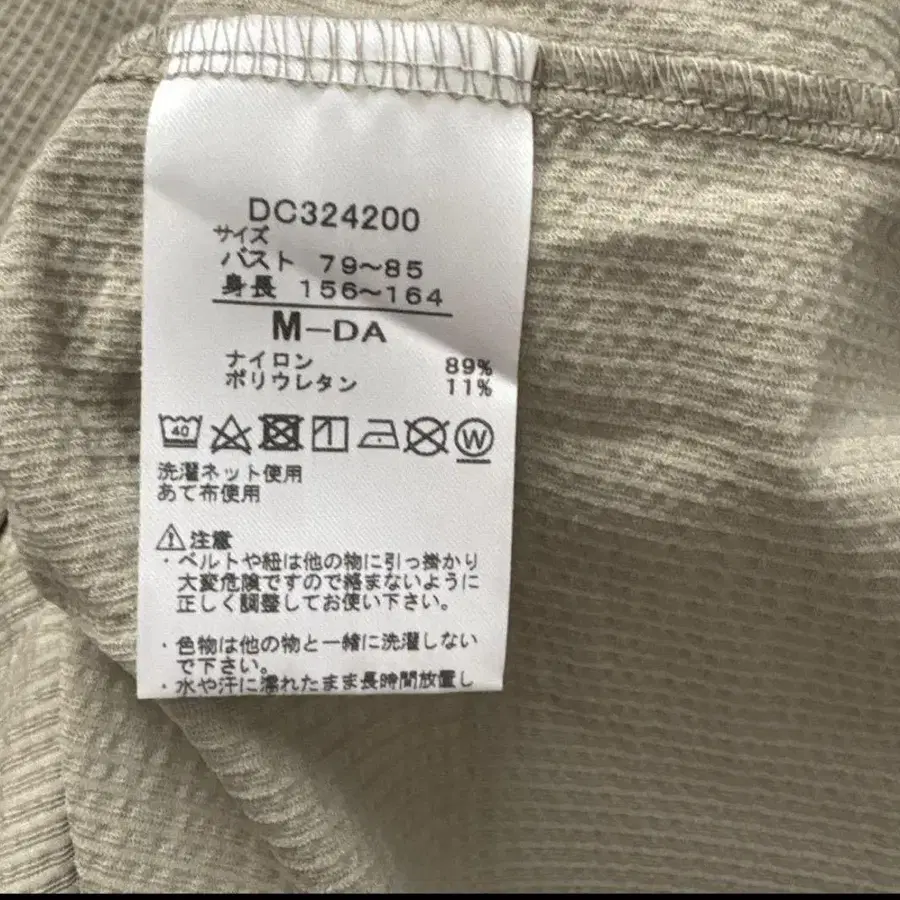 DC324200
サイズ
バスト 79～85
身長 156～164
M-DA
ナイロン 89%
ポリウレタン 11%
40 W
洗濯ネット使用
あて布使用
注意
・ベルトや紐は他の物に引っ掛かり
大変危険ですので絡まないように
正しく調整してお使い下さい。
・色物は他の物と一緒に洗濯しない
で下さい。
・水や汗に濡れたまま長時間放置し